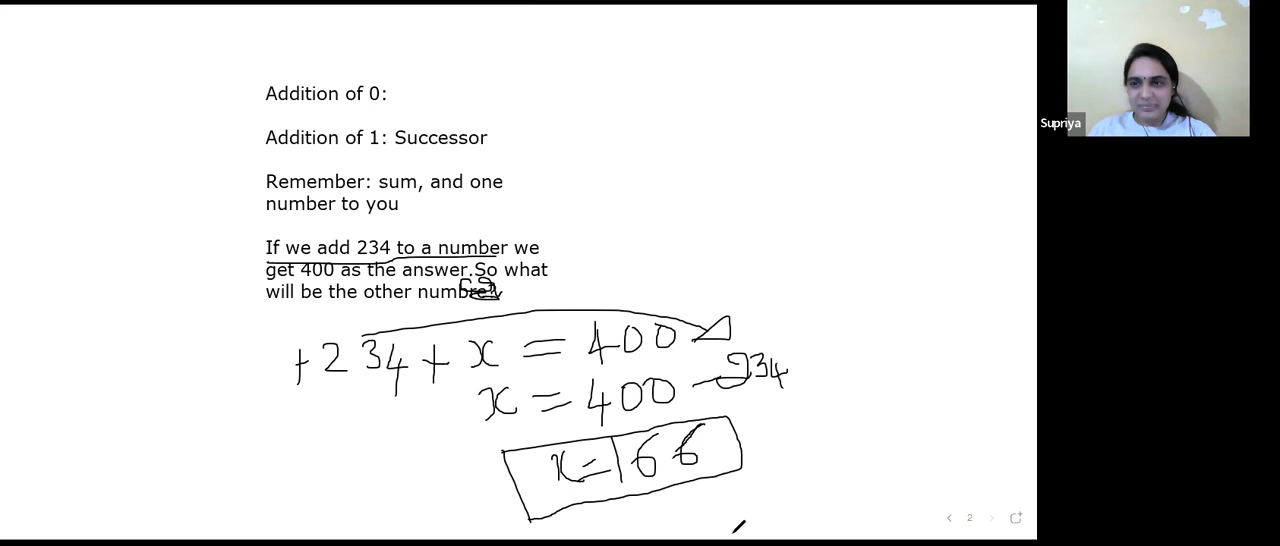 Addition of 0:
Addition of 1: Successor
Remember: sum, and one
number to you
If we add 234 to a number we
get 400 as the answer.So what
will be the other
+234 + x = 400
x = 400 - 234
x = 166
Supriya
2